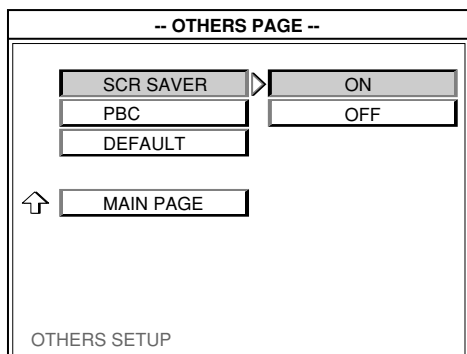 -- OTHERS PAGE --
SCR SAVER ON
PBC OFF
DEFAULT
MAIN PAGE
OTHERS SETUP